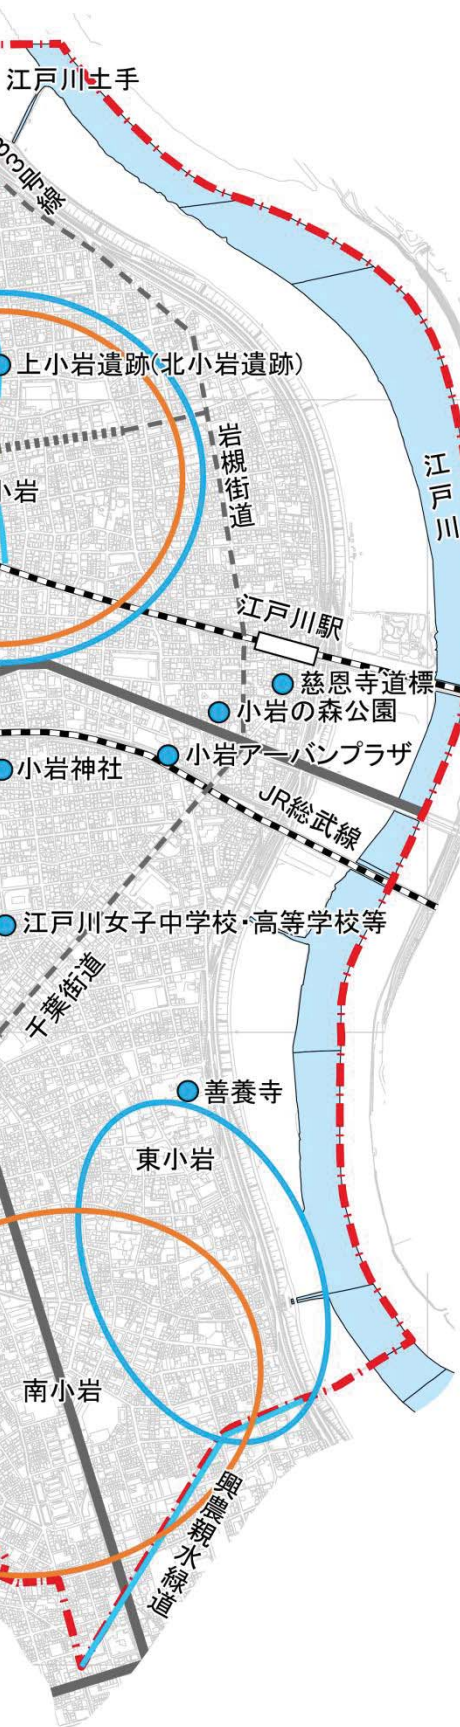 江戸川土手
83号線
上小岩遺跡(北小岩遺跡)
小岩
岩槻街道
江戸川
江戸川駅
慈恩寺道標
小岩の森公園
小岩アーバンプラザ
小岩神社
JR総武線
江戸川女子中学校・高等学校等
千葉街道
善養寺
東小岩
南小岩
興農親水緑道